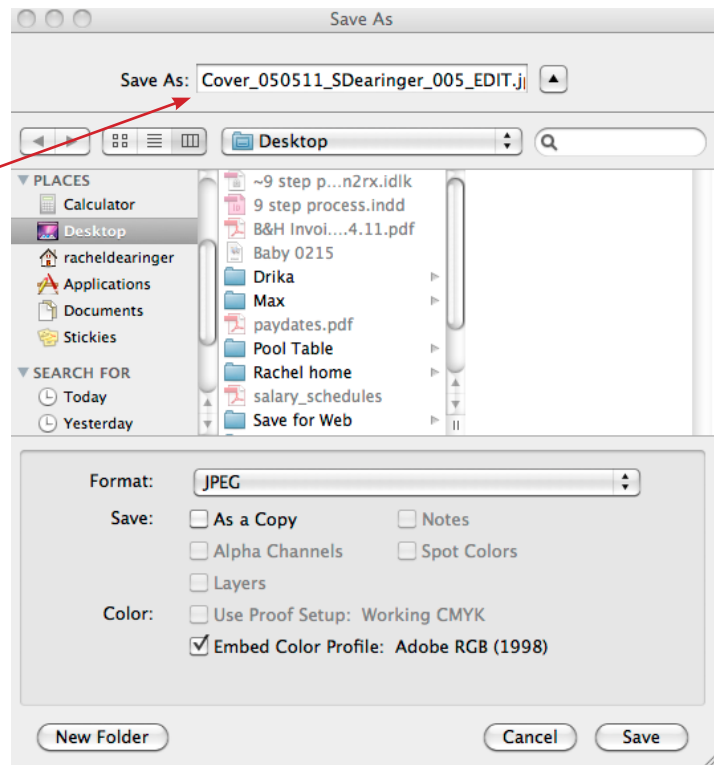 Save As
Save As: Cover_050511_SDearinger_005_EDIT.j
Desktop
PLACES
Calculator
Desktop
racheldearinger
Applications
Documents
Stickies
SEARCH FOR
Today
Yesterday
~9 step p...n2rx.idlk
9 step process.indd
B&H Invoi....4.11.pdf
Baby 0215
Drika
Max
paydates.pdf
Pool Table
Rachel home
salary_schedules
Save for Web
Format: JPEG
Save: As a Copy Notes
Alpha Channels Spot Colors
Layers
Color: Use Proof Setup: Working CMYK
Embed Color Profile: Adobe RGB (1998)
New Folder Cancel Save